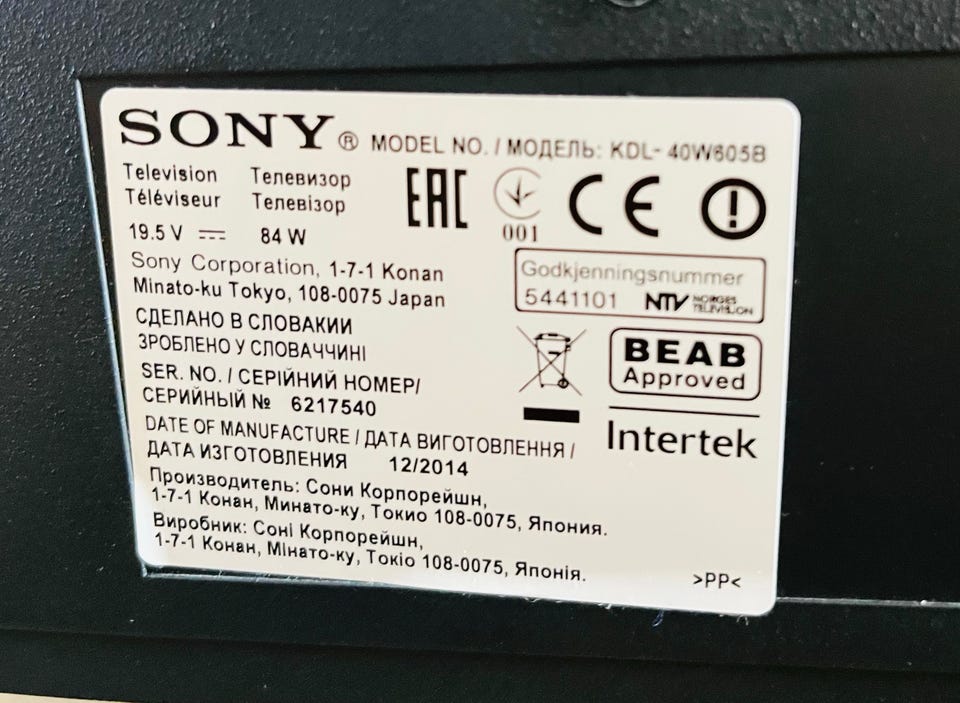 SONY® MODEL NO. / МОДЕЛЬ: KDL- 40W605B
Television Телевизор
Téléviseur Телевізор
EAC
001
CE
19.5 V 84 W
Sony Corporation, 1-7-1 Konan
Minato-ku Tokyo, 108-0075 Japan
Godkjenningsnummer
5441101 NTV NORGES TELEVISJON
СДЕЛАНО В СЛОВАКИИ
ЗРОБЛЕНО У СЛОВАЧЧИНІ
BEAB
Approved
Intertek
SER. NO. / СЕРІЙНИЙ НОМЕР/
СЕРИЙНЫЙ № 6217540
DATE OF MANUFACTURE / ДАТА ВИГОТОВЛЕННЯ /
ДАТА ИЗГОТОВЛЕНИЯ 12/2014
Производитель: Сони Корпорейшн,
1-7-1 Конан, Минато-ку, Токио 108-0075, Япония.
Виробник: Соні Корпорейшн,
1-7-1 Конан, Мінато-ку, Токіо 108-0075, Японія.
>PP<